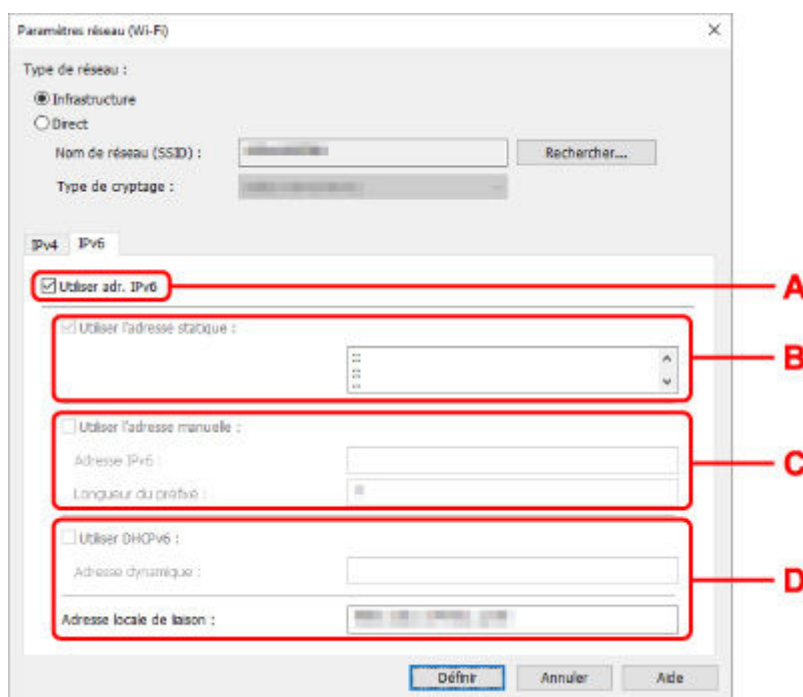 Paramètres réseau (Wi-Fi)
Type de réseau :
Infrastructure
Direct
Nom de réseau (SSID) :
Rechercher...
Type de cryptage :
IPv4 IPv6
Utiliser adr. IPv6
A
Utiliser l'adresse statique :
::
::
::
B
Utiliser l'adresse manuelle :
Adresse IPv6 :
C
Longueur du préfixe :
Utiliser DHCPv6 :
Adresse dynamique :
D
Adresse locale de liaison :
Définir Annuler Aide